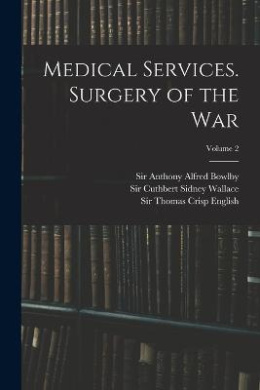 Medical Services.
Surgery of the
War
Volume 2
Sir Anthony Alfred Bowlby
Sir Cuthbert Sidney Wallace
Sir Thomas Crisp English